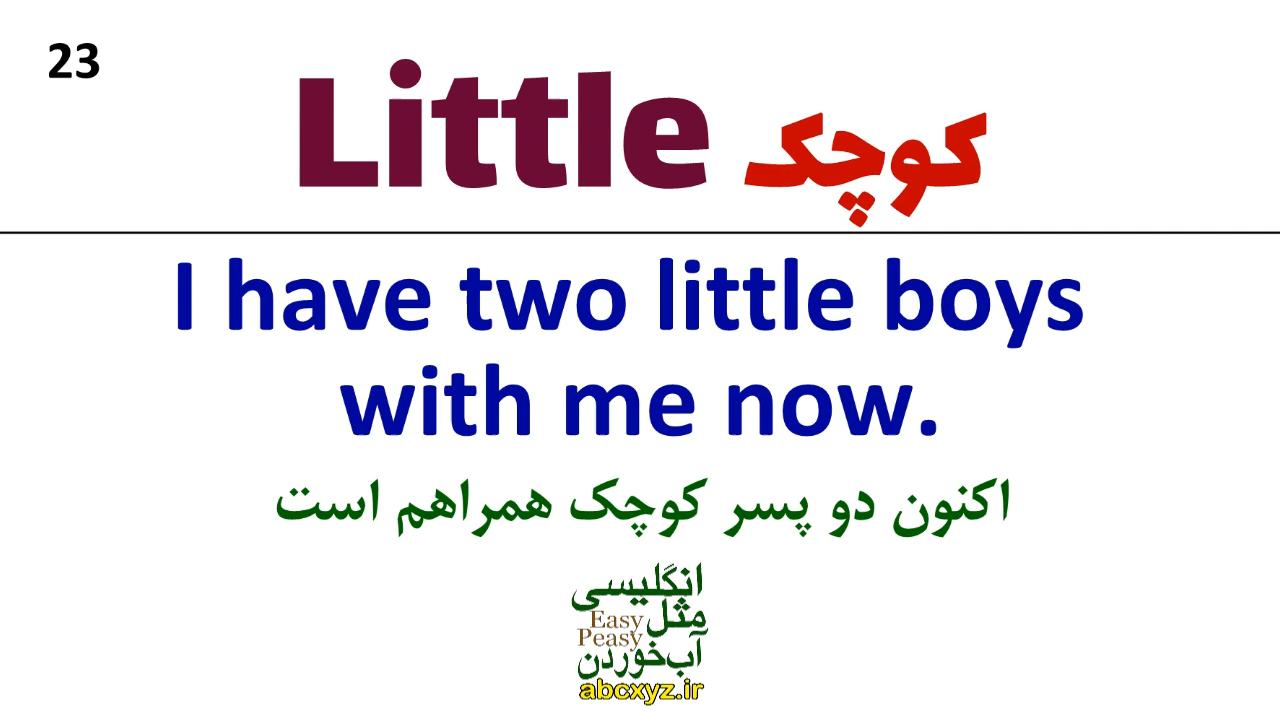 23
Little کوچک
I have two little boys
with me now.
اکنون دو پسر کوچک همراهم است
انگلیسی
مثل
Easy
Peasy
آب‌خوردن
abcxyz.ir